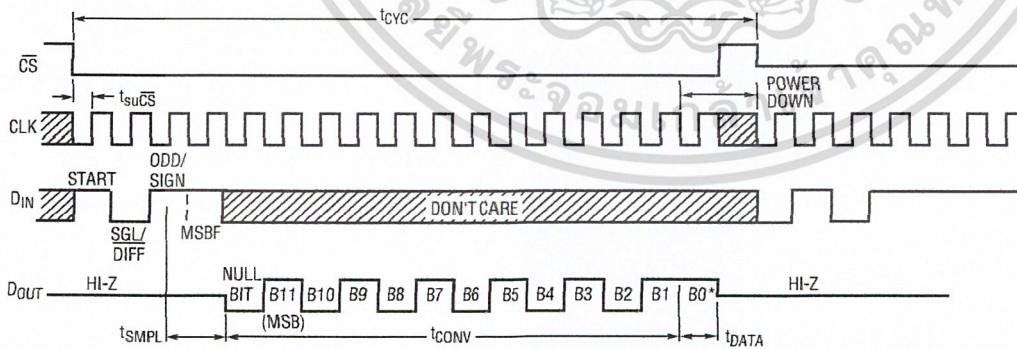 tCYC
CS
POWER
DOWN
tsuCS
CLK
START
ODD/
SIGN
DIN
DON'T CARE
SGL/
DIFF
MSBF
DOUT
HI-Z
NULL
BIT
B11
B10
B9
B8
B7
B6
B5
B4
B3
B2
B1
B0*
HI-Z
(MSB)
tSMPL
tCONV
tDATA